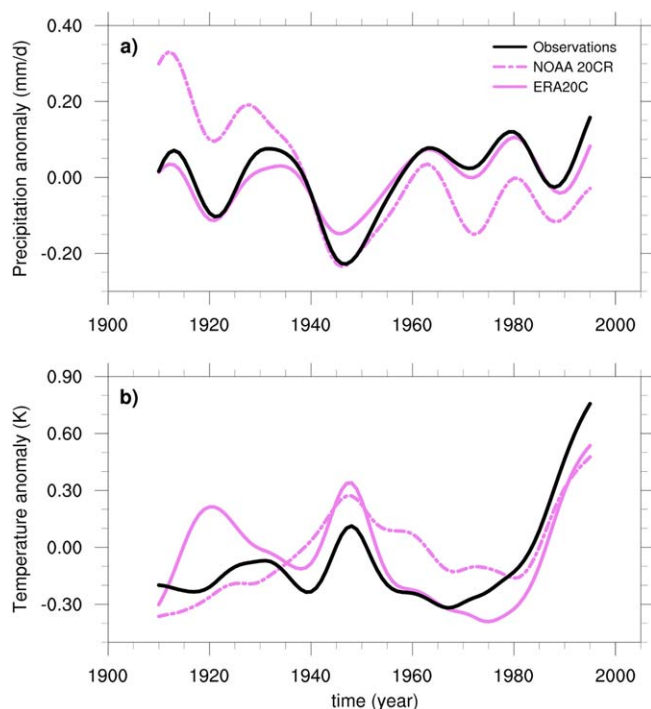 0.40
a)
Observations
NOAA 20CR
ERA20C
0.20
0.00
-0.20
Precipitation anomaly (mm/d)
1900 1920 1940 1960 1980 2000
0.90
b)
0.60
0.30
0.00
-0.30
Temperature anomaly (K)
1900 1920 1940 1960 1980 2000
time (year)